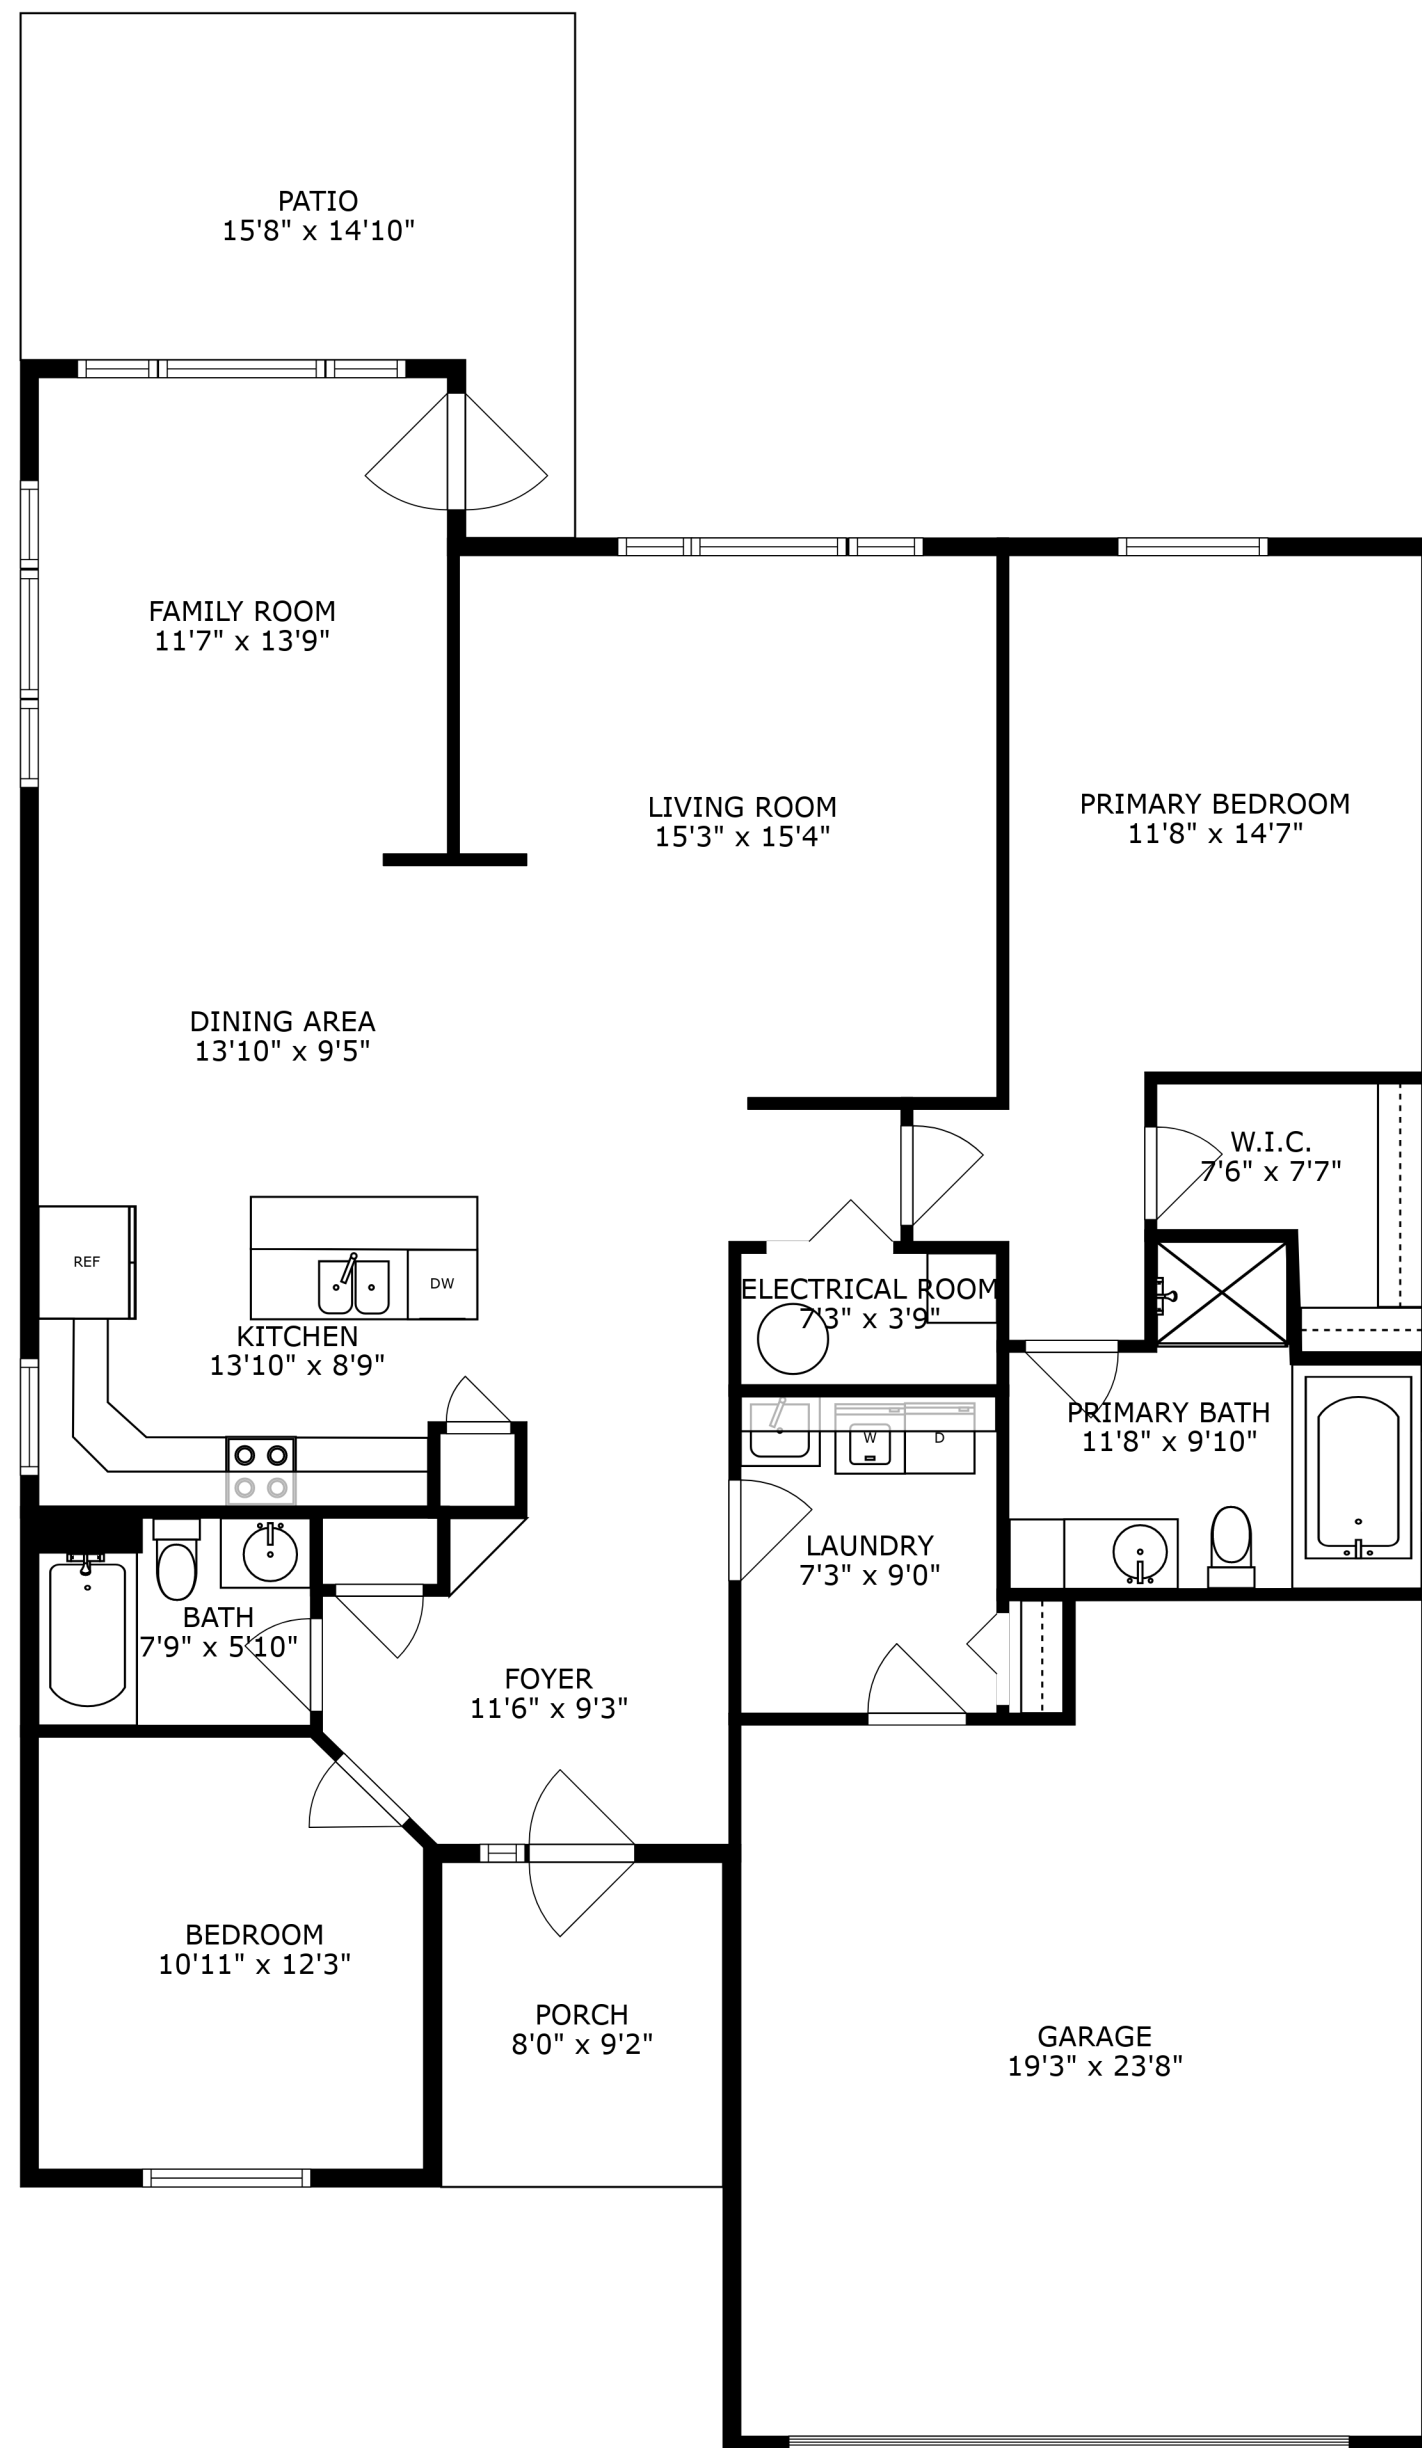 PATIO
15'8" x 14'10"
FAMILY ROOM
11'7" x 13'9"
LIVING ROOM
15'3" x 15'4"
PRIMARY BEDROOM
11'8" x 14'7"
DINING AREA
13'10" x 9'5"
W.I.C.
7'6" x 7'7"
REF
DW
ELECTRICAL ROOM
7'3" x 3'9"
KITCHEN
13'10" x 8'9"
PRIMARY BATH
11'8" x 9'10"
W
D
LAUNDRY
7'3" x 9'0"
BATH
7'9" x 5'10"
FOYER
11'6" x 9'3"
BEDROOM
10'11" x 12'3"
PORCH
8'0" x 9'2"
GARAGE
19'3" x 23'8"